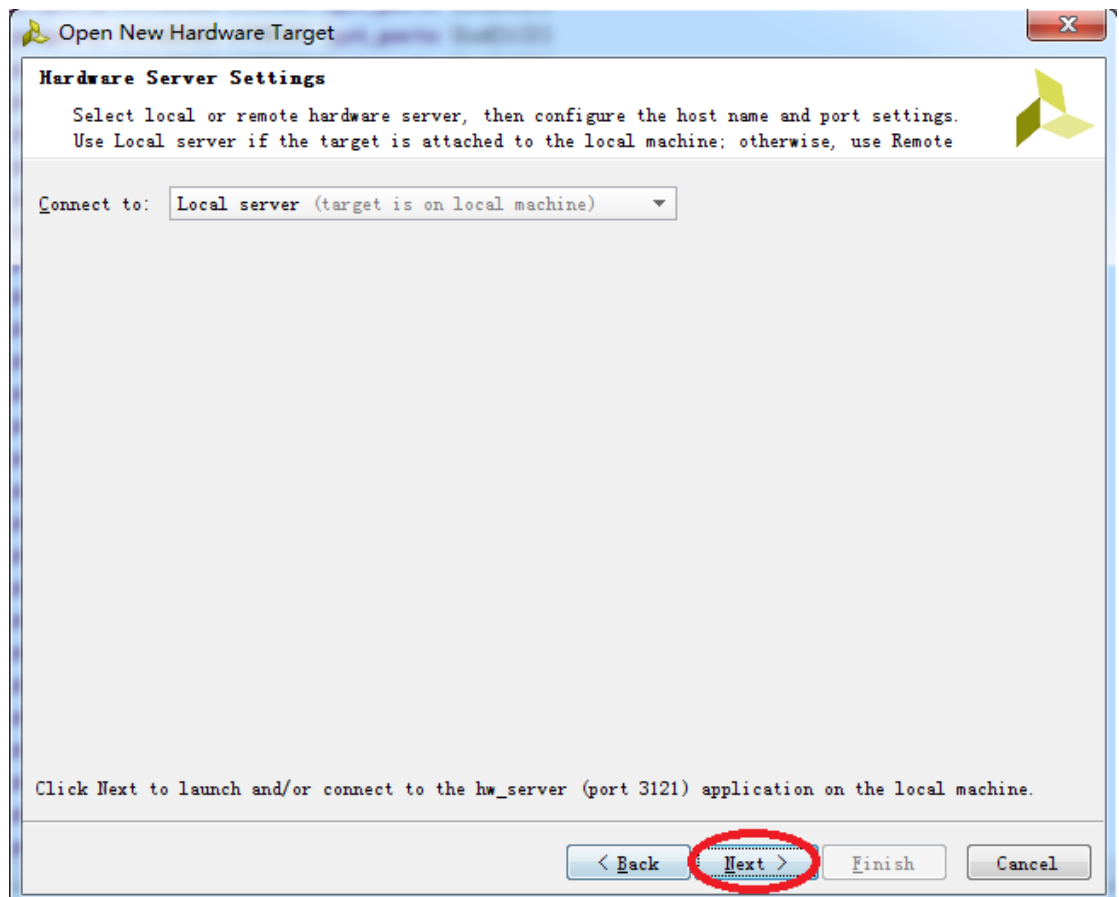 Open New Hardware Target
Hardware Server Settings
Select local or remote hardware server, then configure the host name and port settings.
Use Local server if the target is attached to the local machine; otherwise, use Remote
Connect to: Local server (target is on local machine)
Click Next to launch and/or connect to the hw_server (port 3121) application on the local machine.
< Back Next > Finish Cancel